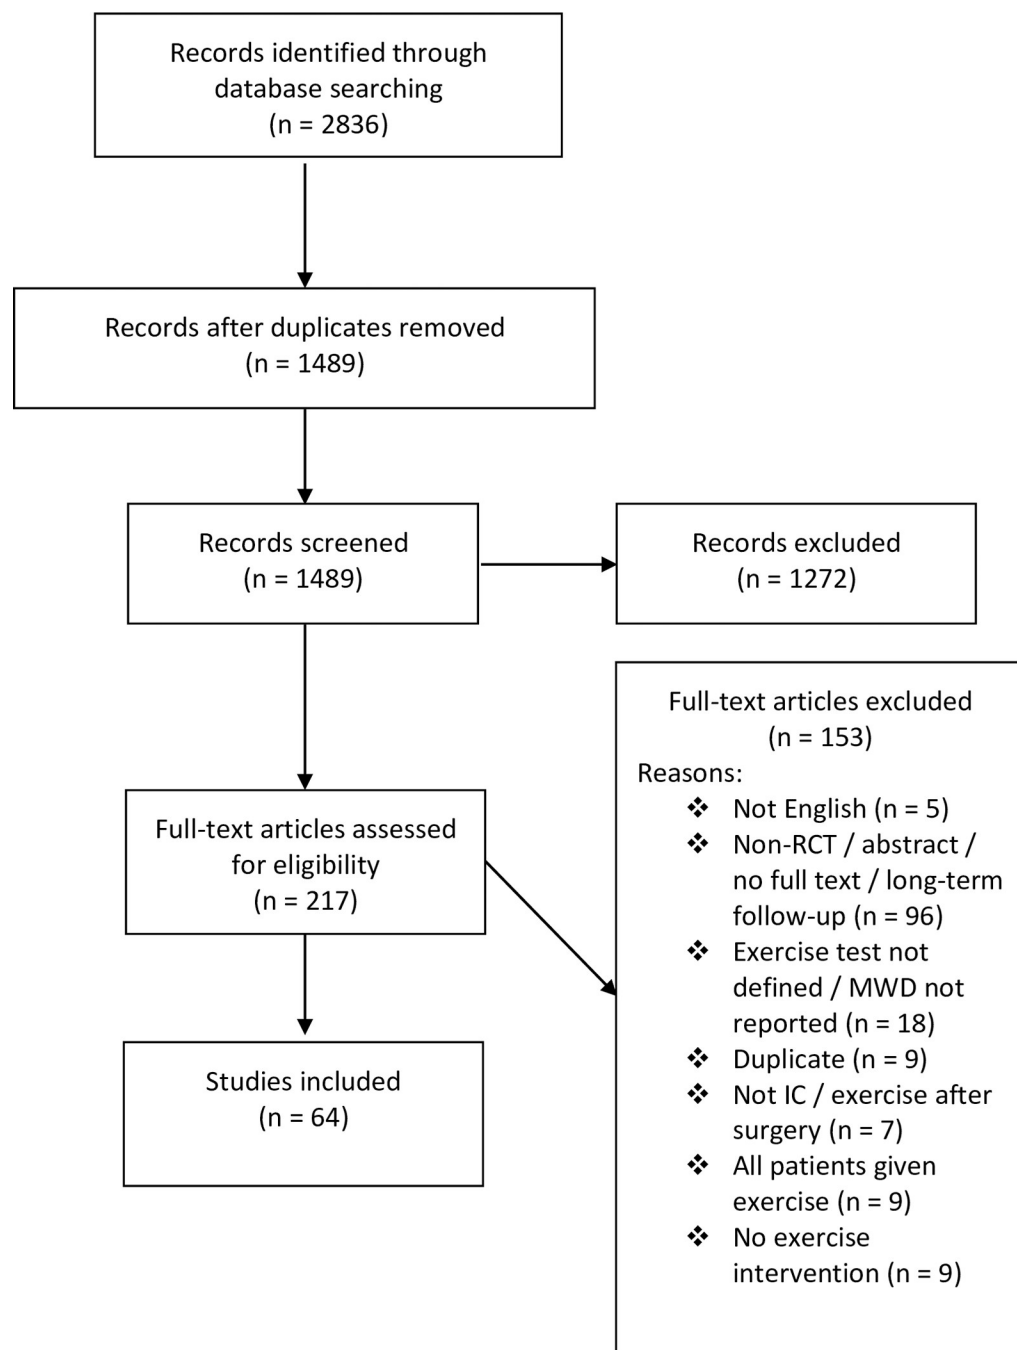 Records identified through
database searching
(n = 2836)
Records after duplicates removed
(n = 1489)
Records screened
(n = 1489)
Records excluded
(n = 1272)
Full-text articles assessed
for eligibility
(n = 217)
Full-text articles excluded
(n = 153)
Reasons:
❖ Not English (n = 5)
❖ Non-RCT / abstract /
no full text / long-term
follow-up (n = 96)
❖ Exercise test not
defined / MWD not
reported (n = 18)
❖ Duplicate (n = 9)
❖ Not IC / exercise after
surgery (n = 7)
❖ All patients given
exercise (n = 9)
❖ No exercise
intervention (n = 9)
Studies included
(n = 64)